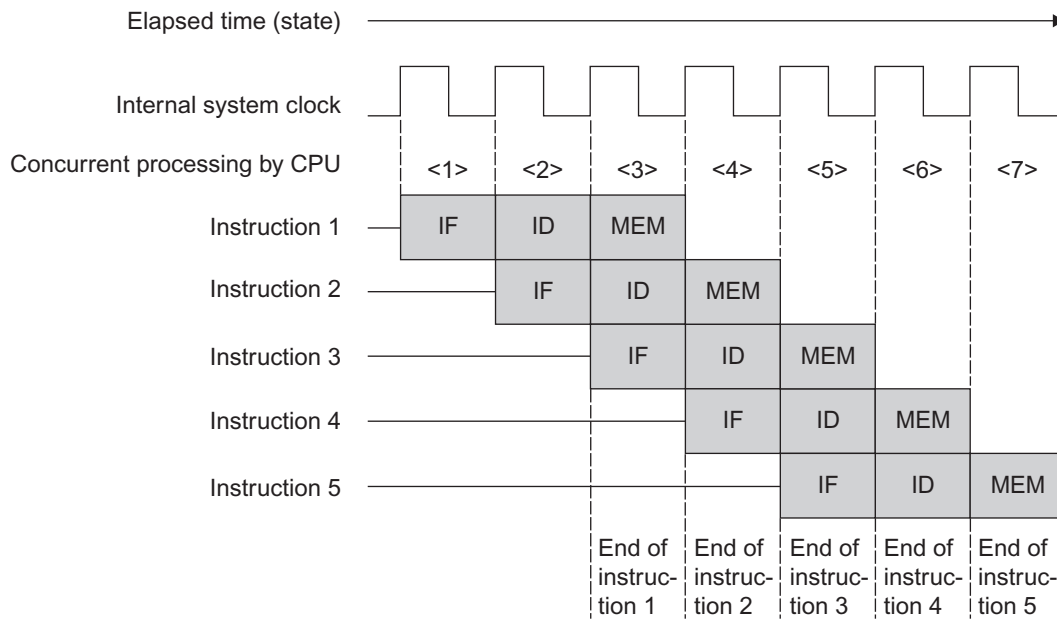 Elapsed time (state)
Internal system clock
Concurrent processing by CPU <1> <2> <3> <4> <5> <6> <7>
Instruction 1 IF ID MEM
Instruction 2 IF ID MEM
Instruction 3 IF ID MEM
Instruction 4 IF ID MEM
Instruction 5 IF ID MEM
End of End of End of End of End of
instruc- instruc- instruc- instruc- instruc-
tion 1 tion 2 tion 3 tion 4 tion 5